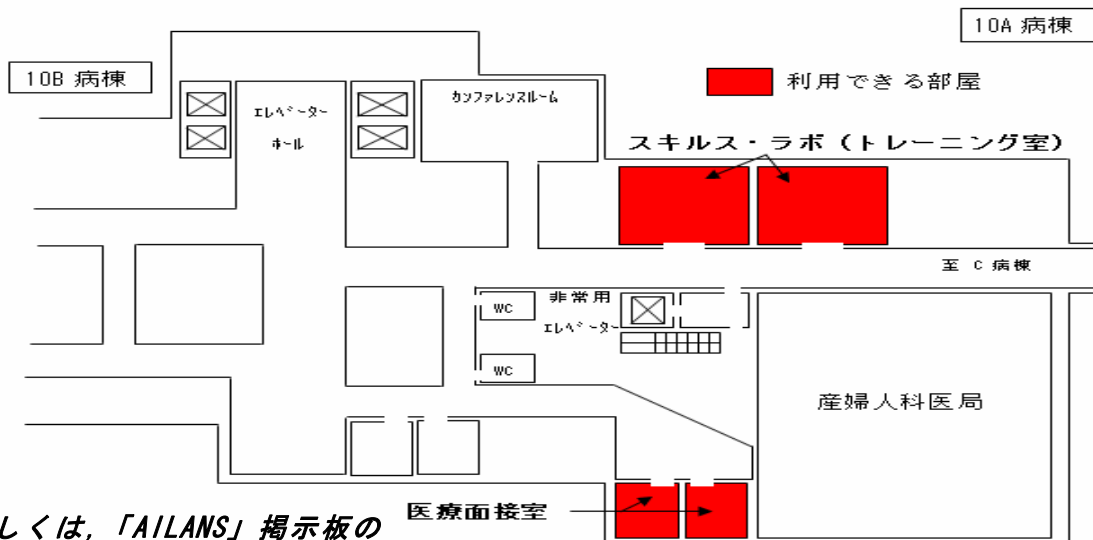 10A 病棟
10B 病棟
利用できる部屋
エレベーター
ホール
カンファレンスルーム
スキルス・ラボ（トレーニング室）
至 C 病棟
WC
非常用
エレベーター
WC
産婦人科医局
医療面接室
しくは,「AILANS」掲示板の